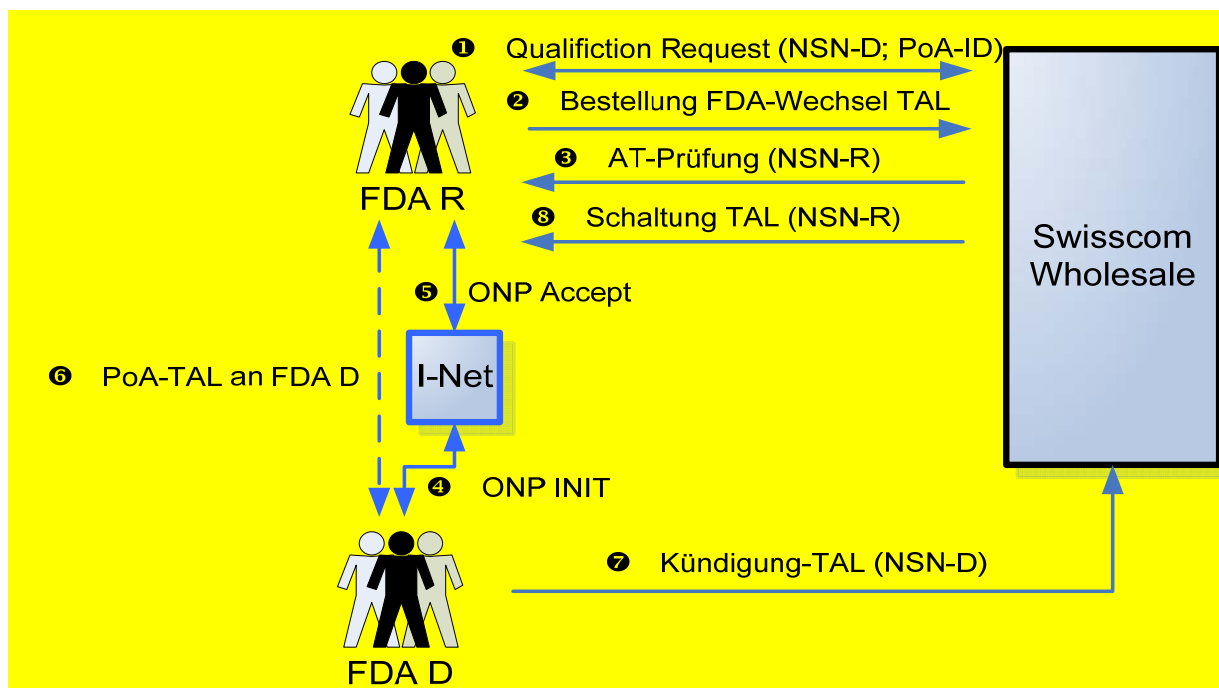 ❶ Qualifiction Request (NSN-D; PoA-ID)
❷ Bestellung FDA-Wechsel TAL
❸ AT-Prüfung (NSN-R)
FDA R
❽ Schaltung TAL (NSN-R)
Swisscom
Wholesale
❺ ONP Accept
❻ PoA-TAL an FDA D
I-Net
❹ ONP INIT
❼ Kündigung-TAL (NSN-D)
FDA D